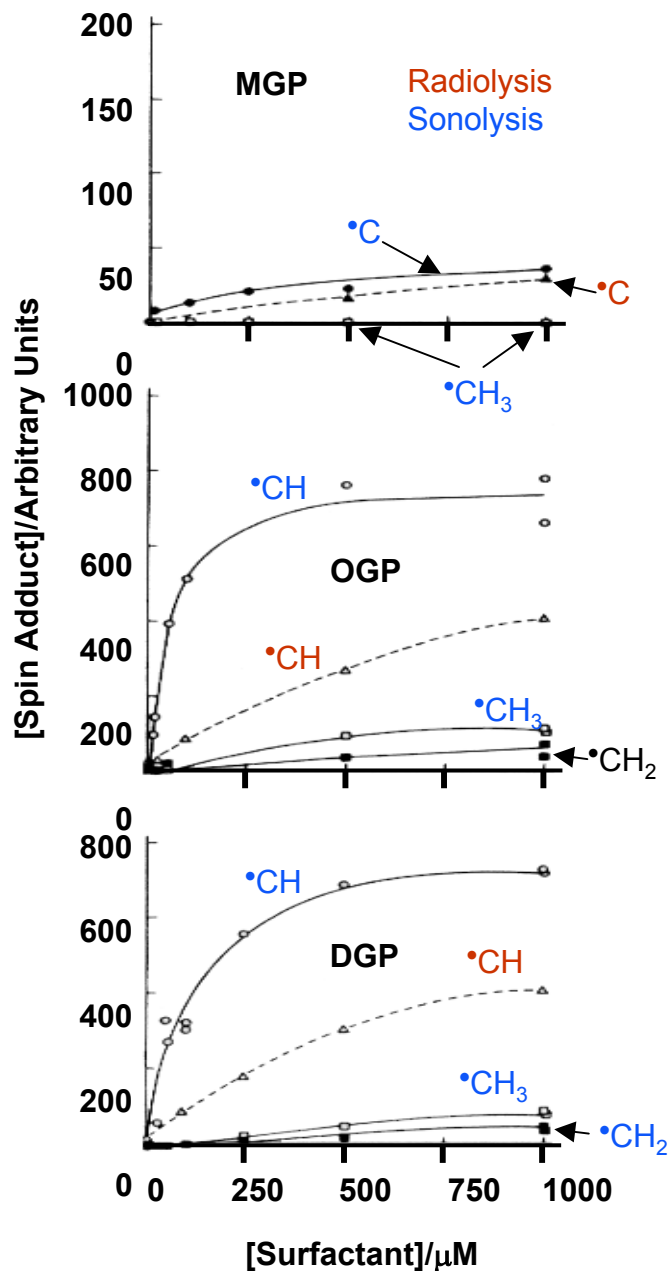 [Spin Adduct]/Arbitrary Units
200
150
100
50
0
MGP
Radiolysis
Sonolysis
•C
•C
•CH₃
1000
800
600
400
200
0
•CH
OGP
•CH
•CH₃
•CH₂
800
600
400
200
0
•CH
DGP
•CH
•CH₃
•CH₂
0 250 500 750 1000
[Surfactant]/μM